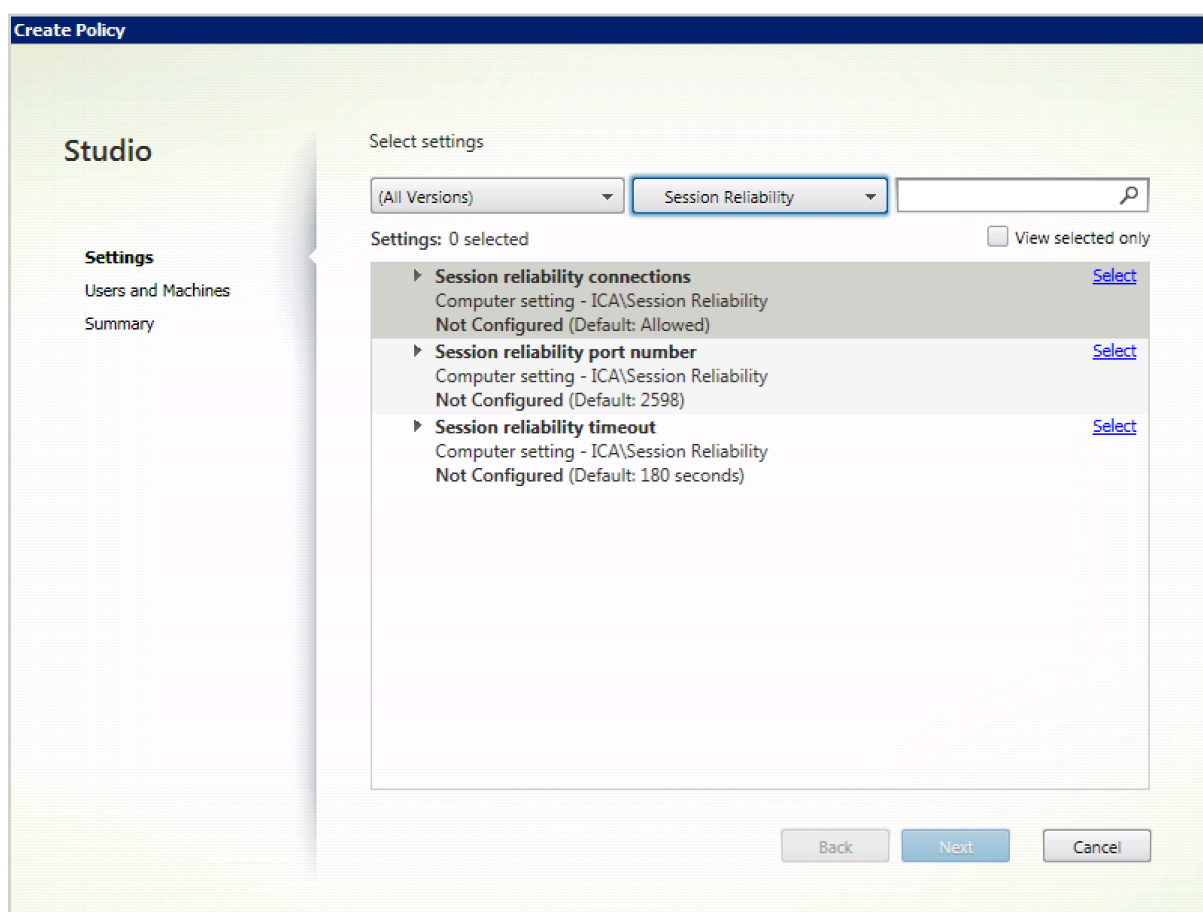 Create Policy
Studio
Select settings
(All Versions)
Session Reliability
Settings: 0 selected
View selected only
Settings
Users and Machines
Summary
Session reliability connections
Select
Computer setting - ICA\Session Reliability
Not Configured (Default: Allowed)
Session reliability port number
Select
Computer setting - ICA\Session Reliability
Not Configured (Default: 2598)
Session reliability timeout
Select
Computer setting - ICA\Session Reliability
Not Configured (Default: 180 seconds)
Back
Next
Cancel